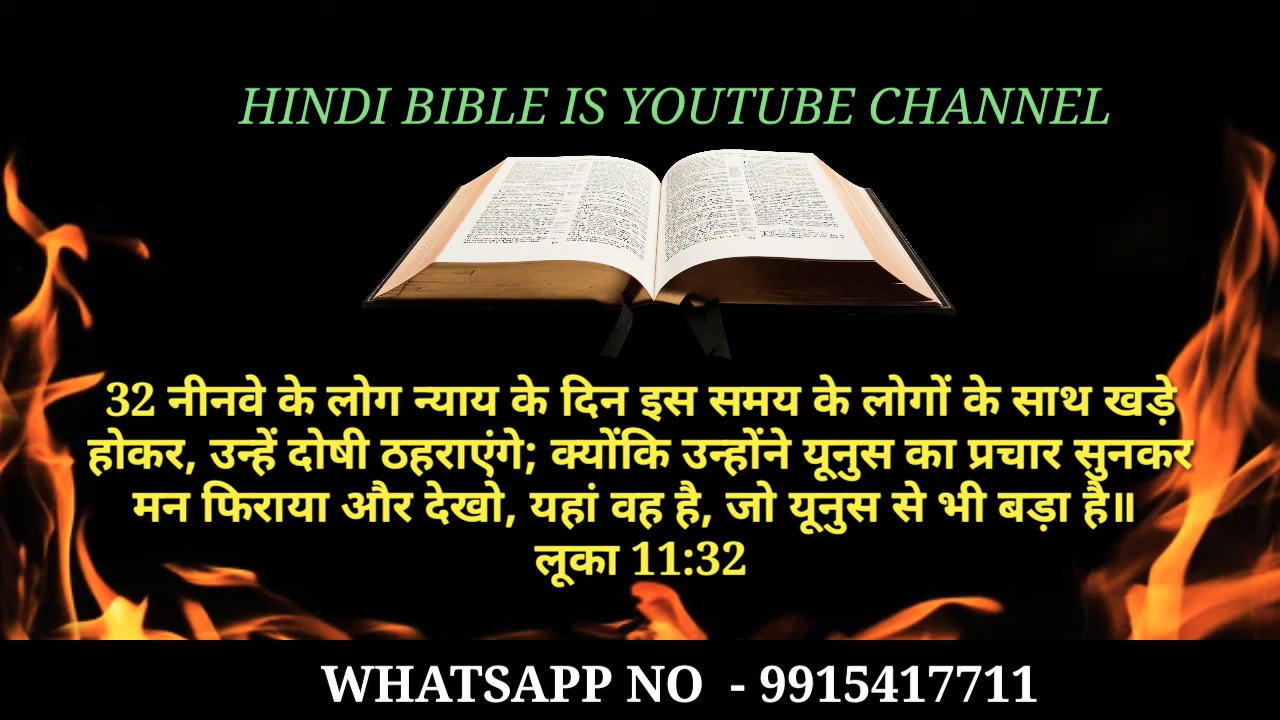 HINDI BIBLE IS YOUTUBE CHANNEL
32 नीनवे के लोग न्याय के दिन इस समय के लोगों के साथ खड़े
होकर, उन्हें दोषी ठहराएंगे; क्योंकि उन्होंने यूनुस का प्रचार सुनकर
मन फिराया और देखो, यहां वह है, जो यूनुस से भी बड़ा है॥
लूका 11:32
WHATSAPP NO - 9915417711